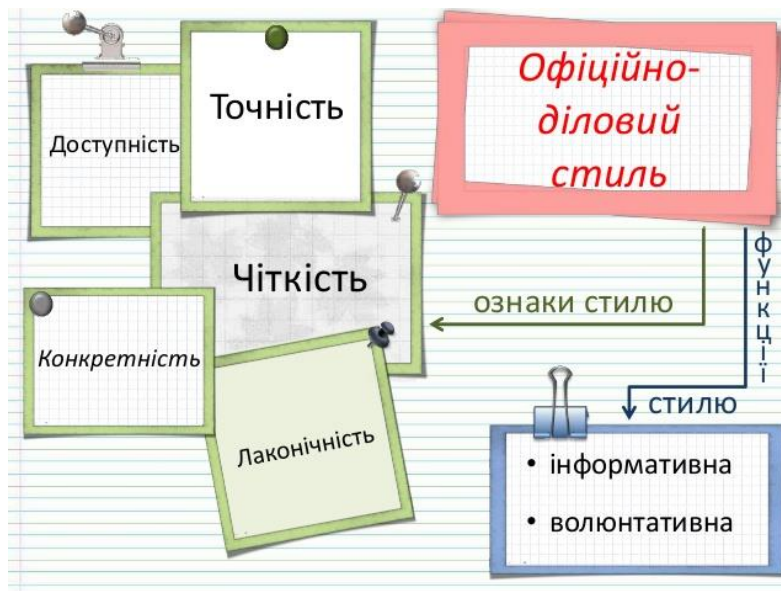 Офіційно-
діловий
стиль
ознаки стилю
Точність
Доступність
Чіткість
Конкретність
Лаконічність
функції
стилю
• інформативна
• волюнтативна